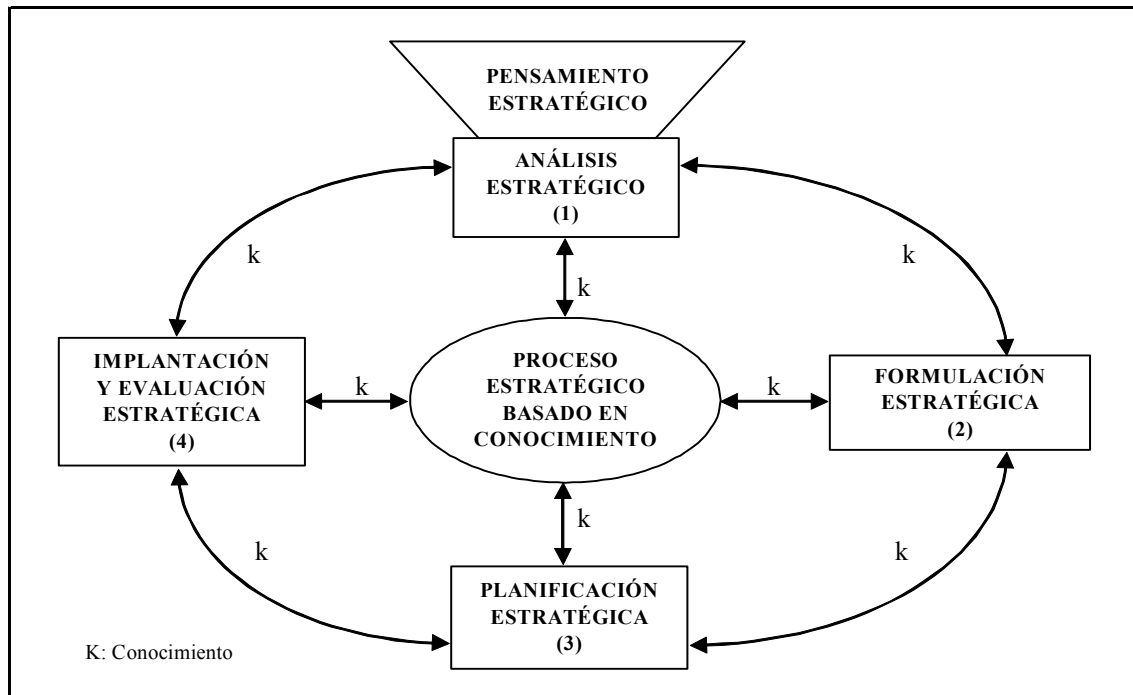 PENSAMIENTO
ESTRATÉGICO
ANÁLISIS
ESTRATÉGICO
(1)
k
k
k
IMPLANTACIÓN
Y EVALUACIÓN
ESTRATÉGICA
(4)
k
PROCESO
ESTRATÉGICO
BASADO EN
CONOCIMIENTO
k
FORMULACIÓN
ESTRATÉGICA
(2)
k
k
k
PLANIFICACIÓN
ESTRATÉGICA
(3)
K: Conocimiento